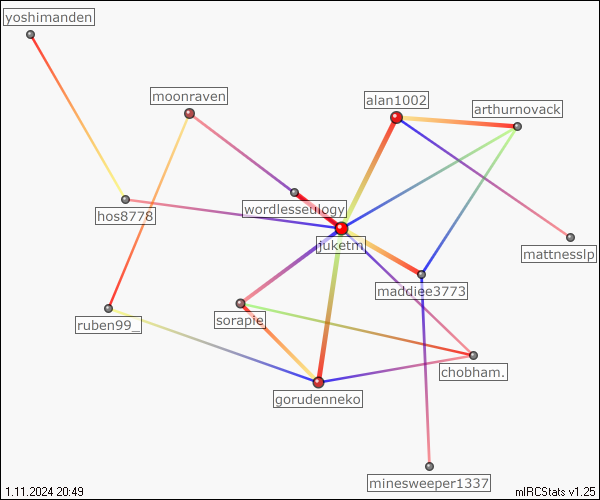 yoshimanden
moonraven
alan1002
arthurnovack
wordlesseulogy
hos8778
juketm
mattnesslp
maddiee3773
sorapie
ruben99_
chobham.
gorudenneko
minesweeper1337
1.11.2024 20:49
mIRCStats v1.25